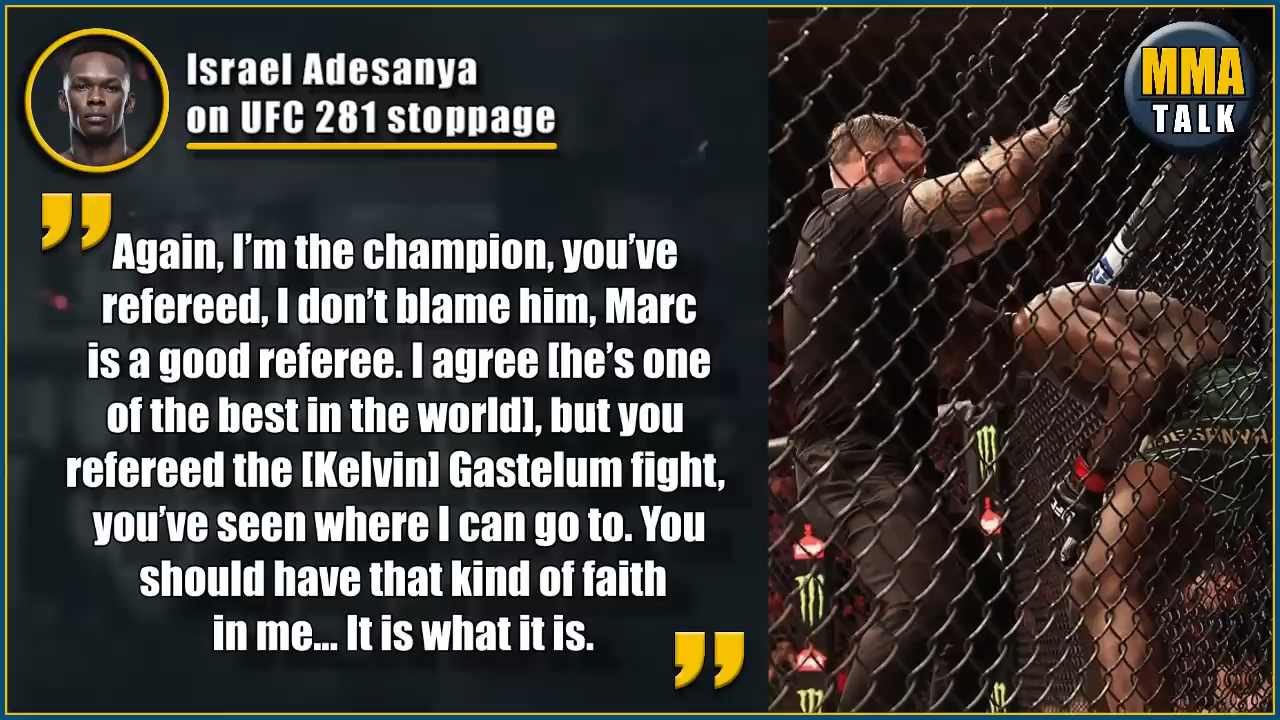 Israel Adesanya
on UFC 281 stoppage
Again, I’m the champion, you’ve
refereed, I don’t blame him, Marc
is a good referee. I agree [he’s one
of the best in the world], but you
refereed the [Kelvin] Gastelum fight,
you’ve seen where I can go to. You
should have that kind of faith
in me... It is what it is.
MMA
TALK